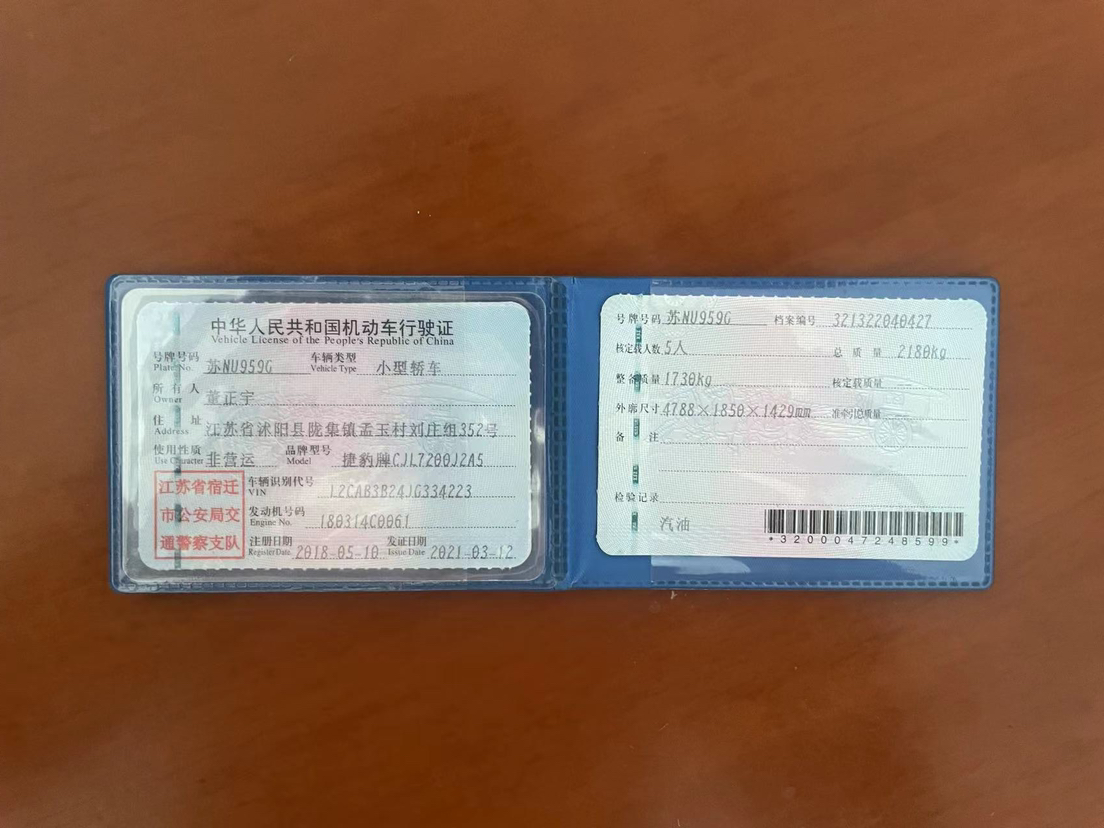 中华人民共和国机动车行驶证
Vehicle License of the People's Republic of China
号牌号码 苏NU959G 车辆类型 小型轿车
Plate No. Vehicle Type
所有人 董正宇
Owner
住址 江苏省沭阳县陇集镇孟玉村刘庄组352号
Address
使用性质 非营运 品牌型号 捷豹牌CJL7200J2A5
Use Character Model
江苏省宿迁
市公安局交
通警察支队
车辆识别代号 L2CAB3B24JG334223
VIN
发动机号码 180314C0061
Engine No.
注册日期 2018-05-10 发证日期 2021-03-12
Register Date Issue Date
号牌号码 苏NU959G 档案编号 321322040427
核定载人数 5人 总质量 2180kg
整备质量 1730kg 核定载质量 --
外廓尺寸 4788×1850×1429mm 准牵引总质量 --
备注
检验记录
汽油
*3200047248599*